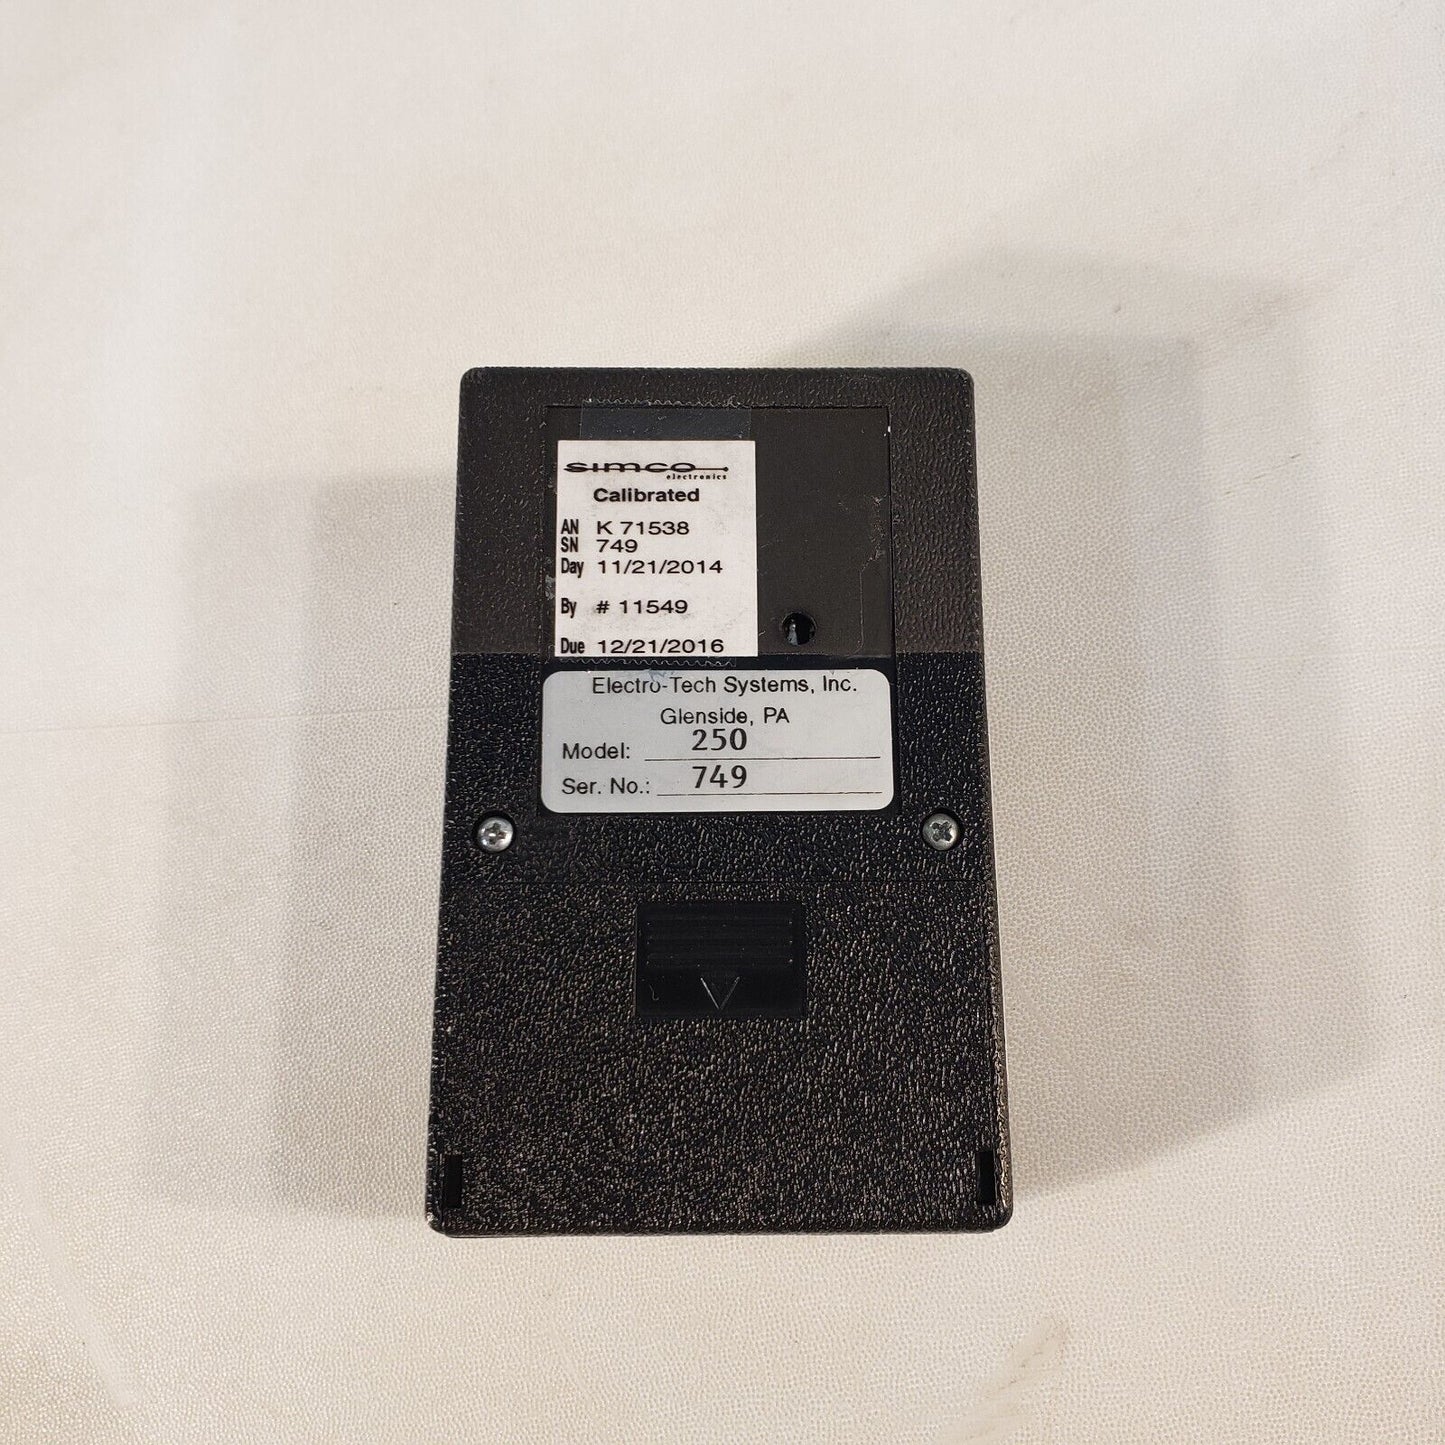 simco
electronics
Calibrated
AN K 71538
SN 749
Day 11/21/2014
By # 11549
Due 12/21/2016
Electro-Tech Systems, Inc.
Glenside, PA
Model: 250
Ser. No.: 749